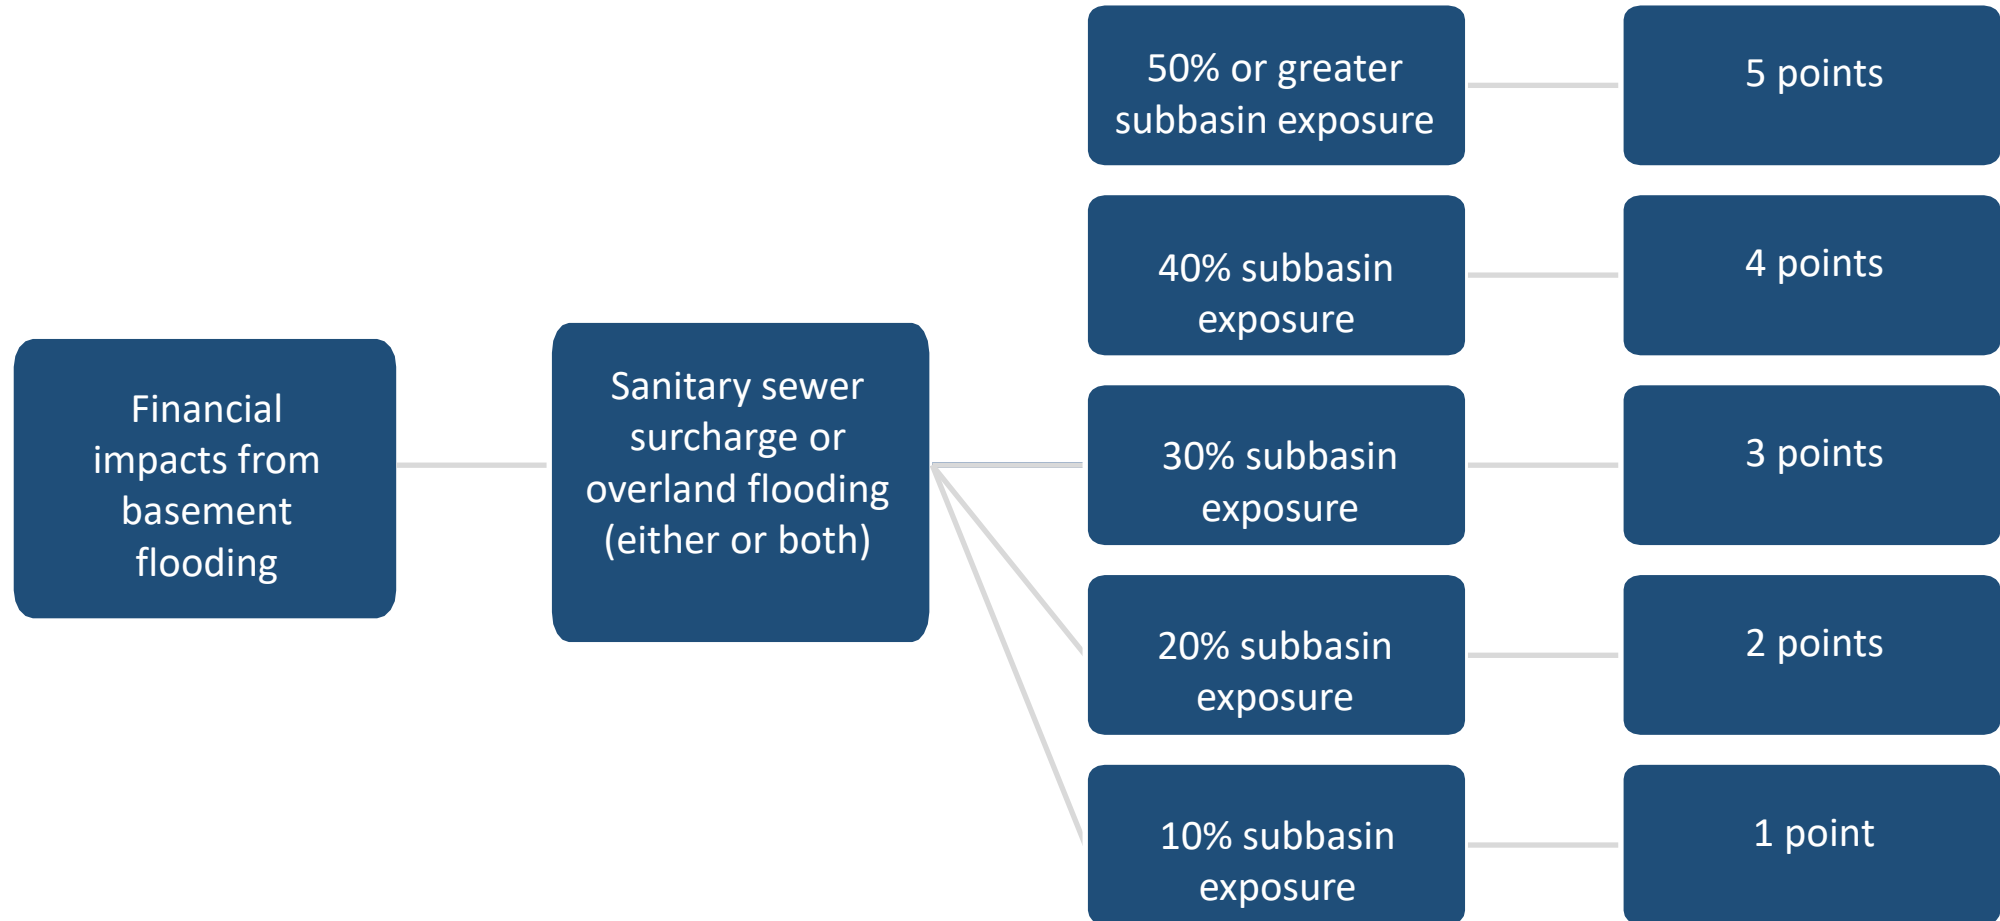 Financial
impacts from
basement
flooding
Sanitary sewer
surcharge or
overland flooding
(either or both)
50% or greater
subbasin exposure
5 points
40% subbasin
exposure
4 points
30% subbasin
exposure
3 points
20% subbasin
exposure
2 points
10% subbasin
exposure
1 point